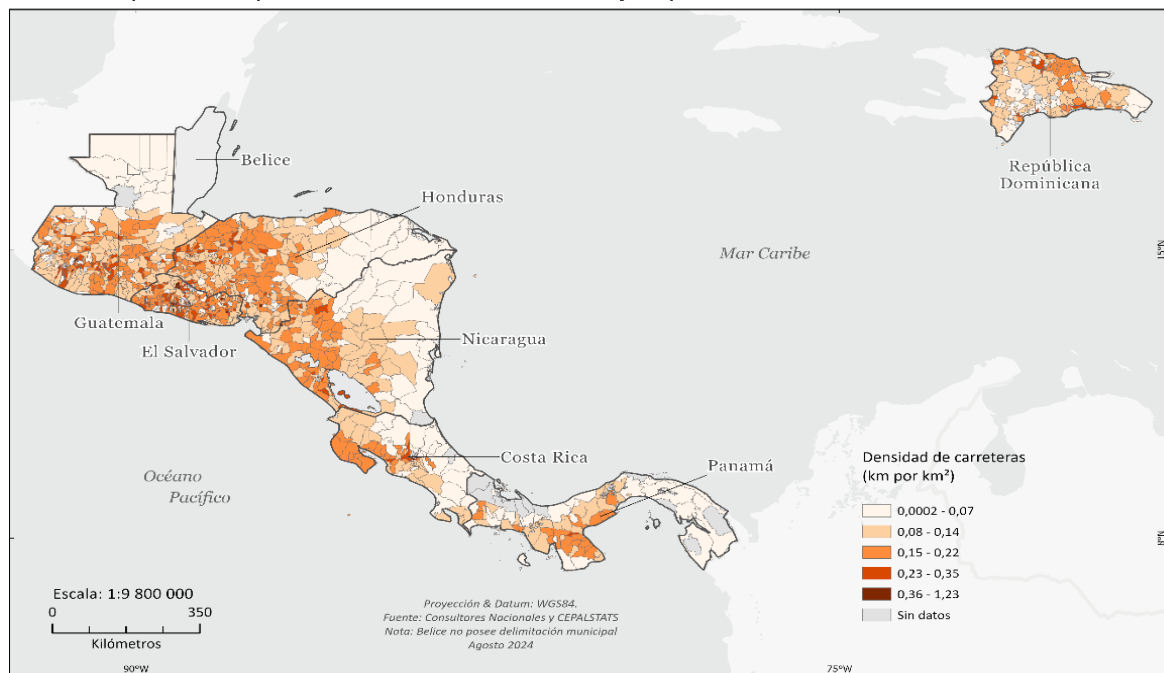 Belice
Honduras
República
Dominicana
Mar Caribe
15°N
Guatemala
El Salvador
Nicaragua
Costa Rica
Panamá
Océano
Pacífico
8°N
Densidad de carreteras
(km por km²)
0,0002 - 0,07
0,08 - 0,14
0,15 - 0,22
0,23 - 0,35
0,36 - 1,23
Sin datos
Escala: 1:9 800 000
0 350
Kilómetros
Proyección & Datum: WGS84.
Fuente: Consultores Nacionales y CEPALSTATS
Nota: Belice no posee delimitación municipal
Agosto 2024
90°W
75°W